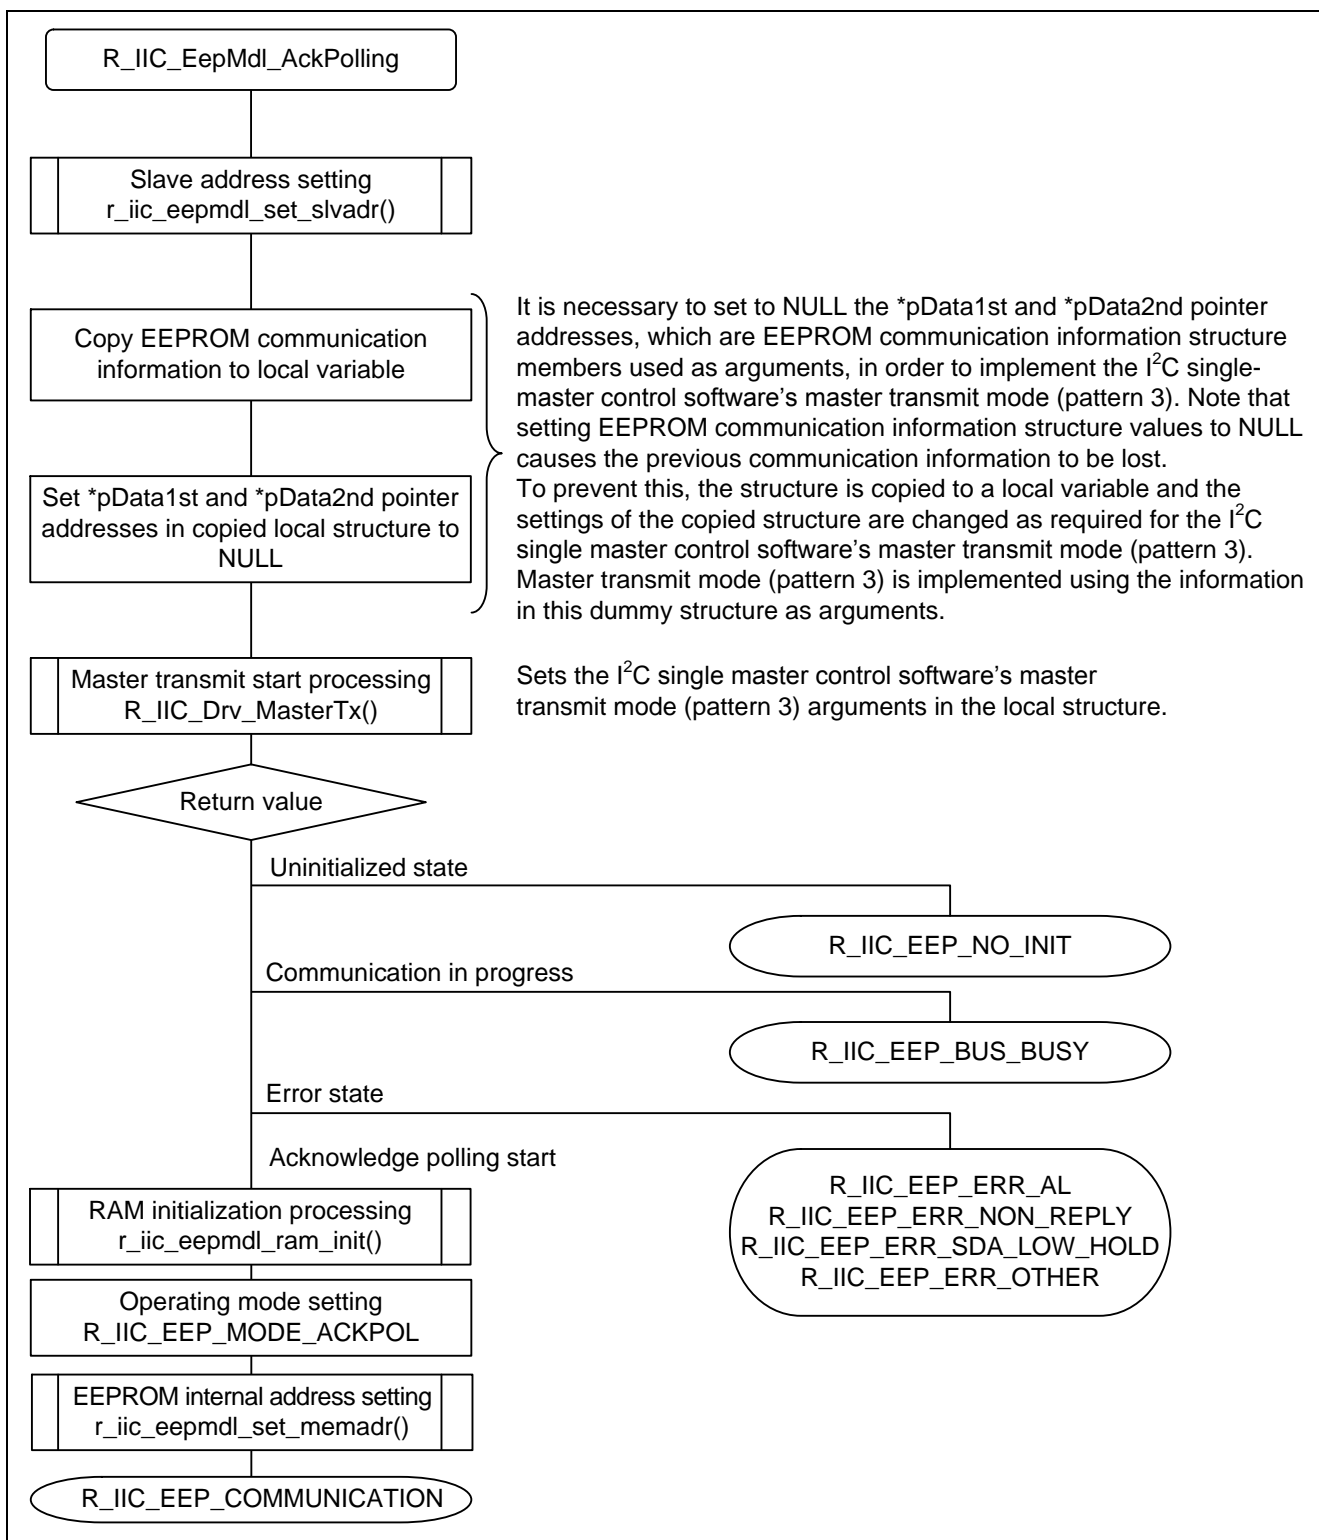 R_IIC_EepMdl_AckPolling
Slave address setting
r_iic_eepmdl_set_slvadr()
Copy EEPROM communication
information to local variable
Set *pData1st and *pData2nd pointer
addresses in copied local structure to
NULL
It is necessary to set to NULL the *pData1st and *pData2nd pointer
addresses, which are EEPROM communication information structure
members used as arguments, in order to implement the I²C single-
master control software's master transmit mode (pattern 3). Note that
setting EEPROM communication information structure values to NULL
causes the previous communication information to be lost.
To prevent this, the structure is copied to a local variable and the
settings of the copied structure are changed as required for the I²C
single master control software's master transmit mode (pattern 3).
Master transmit mode (pattern 3) is implemented using the information
in this dummy structure as arguments.
Master transmit start processing
R_IIC_Drv_MasterTx()
Sets the I²C single master control software's master
transmit mode (pattern 3) arguments in the local structure.
Return value
Uninitialized state
R_IIC_EEP_NO_INIT
Communication in progress
R_IIC_EEP_BUS_BUSY
Error state
R_IIC_EEP_ERR_AL
R_IIC_EEP_ERR_NON_REPLY
R_IIC_EEP_ERR_SDA_LOW_HOLD
R_IIC_EEP_ERR_OTHER
Acknowledge polling start
RAM initialization processing
r_iic_eepmdl_ram_init()
Operating mode setting
R_IIC_EEP_MODE_ACKPOL
EEPROM internal address setting
r_iic_eepmdl_set_memadr()
R_IIC_EEP_COMMUNICATION